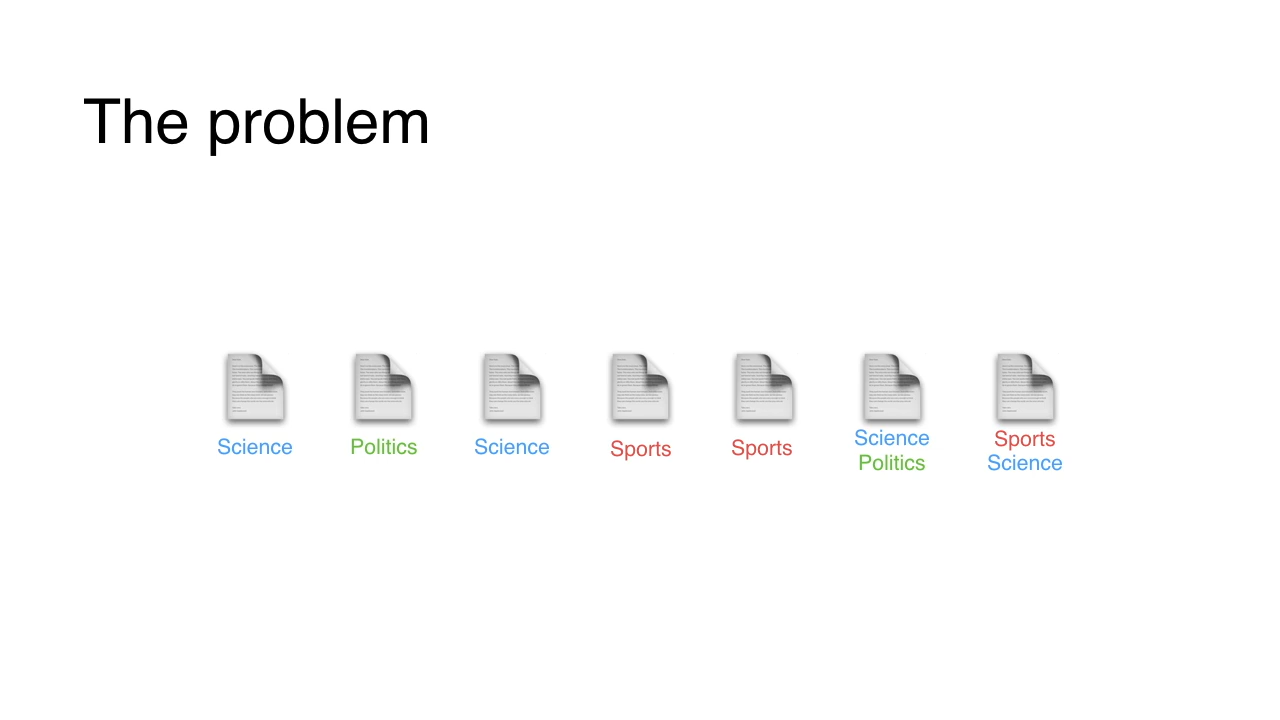 The problem
Science
Politics
Science
Sports
Sports
Science
Politics
Sports
Science